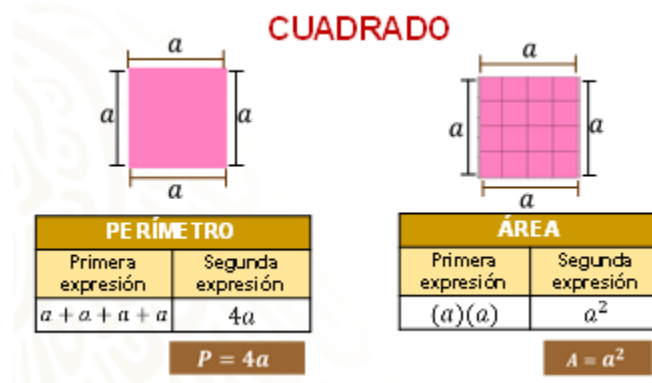 CUADRADO
a
a
a
a
a
a
a
a
PERÍMETRO
Primera expresión
Segunda expresión
a + a + a + a
4a
P = 4a
ÁREA
Primera expresión
Segunda expresión
(a)(a)
a²
A = a²